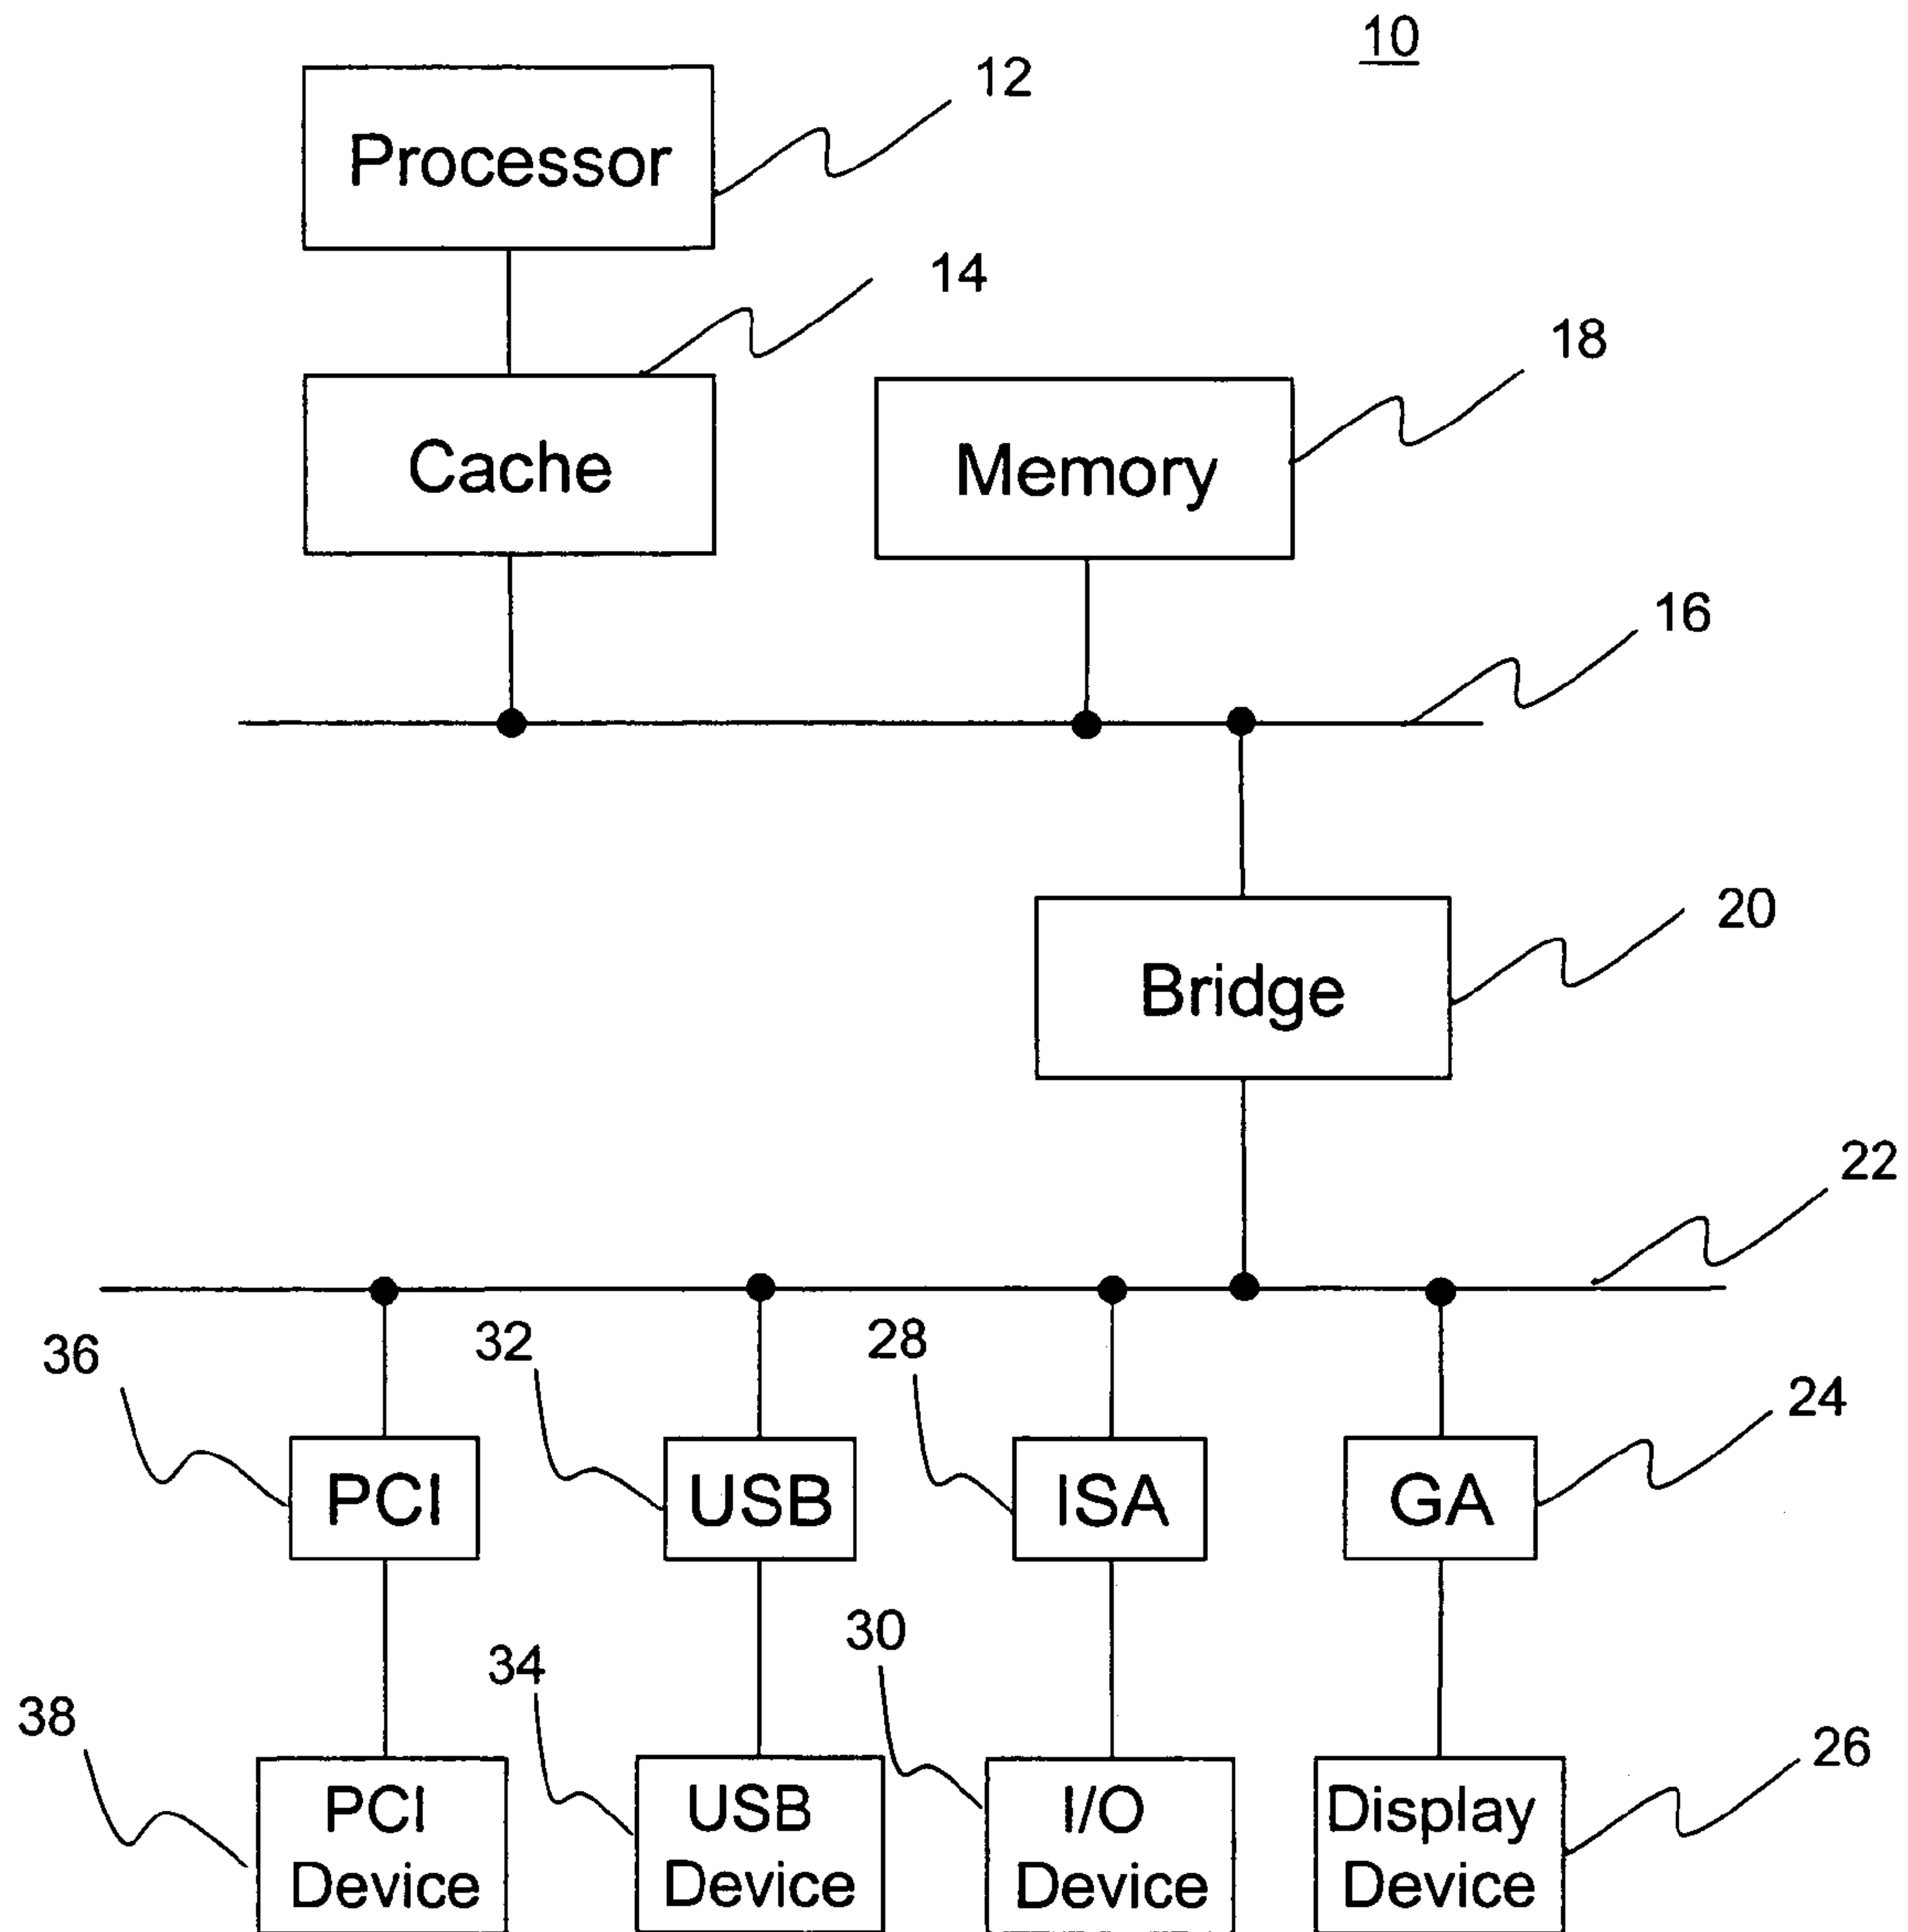 10
12
Processor
14
18
Cache
Memory
16
20
Bridge
22
36
32
28
24
PCI
USB
ISA
GA
38
34
30
26
PCI
Device
USB
Device
I/O
Device
Display
Device